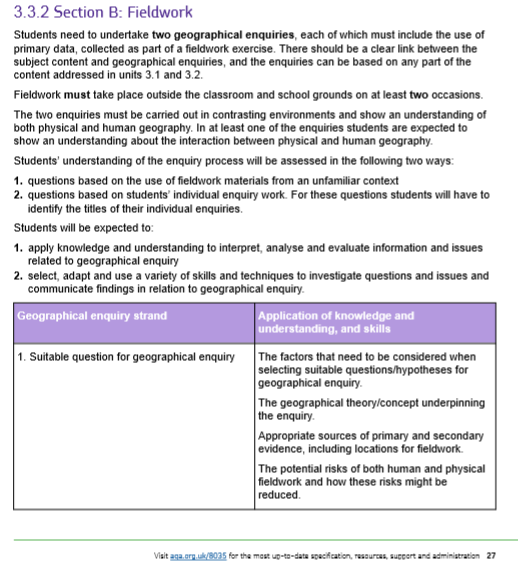 3.3.2 Section B: Fieldwork
Students need to undertake two geographical enquiries, each of which must include the use of
primary data, collected as part of a fieldwork exercise. There should be a clear link between the
subject content and geographical enquiries, and the enquiries can be based on any part of the
content addressed in units 3.1 and 3.2.
Fieldwork must take place outside the classroom and school grounds on at least two occasions.
The two enquiries must be carried out in contrasting environments and show an understanding of
both physical and human geography. In at least one of the enquiries students are expected to
show an understanding about the interaction between physical and human geography.
Students' understanding of the enquiry process will be assessed in the following two ways:
1. questions based on the use of fieldwork materials from an unfamiliar context
2. questions based on students' individual enquiry work. For these questions students will have to
identify the titles of their individual enquiries.
Students will be expected to:
1. apply knowledge and understanding to interpret, analyse and evaluate information and issues
related to geographical enquiry
2. select, adapt and use a variety of skills and techniques to investigate questions and issues and
communicate findings in relation to geographical enquiry.
Geographical enquiry strand
Application of knowledge and
understanding, and skills
1. Suitable question for geographical enquiry
The factors that need to be considered when
selecting suitable questions/hypotheses for
geographical enquiry.
The geographical theory/concept underpinning
the enquiry.
Appropriate sources of primary and secondary
evidence, including locations for fieldwork.
The potential risks of both human and physical
fieldwork and how these risks might be
reduced.
Visit aqa.org.uk/8035 for the most up-to-date specification, resources, support and administration 27